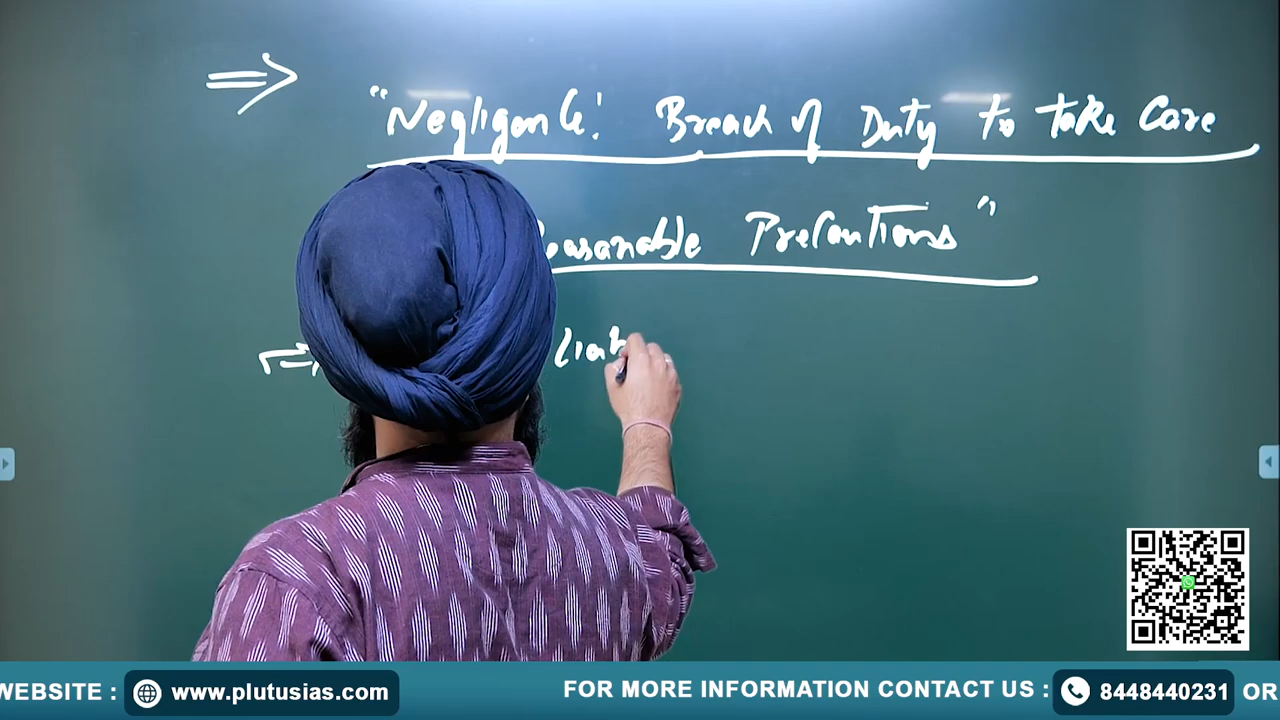 ⇒ "Negligence: Breach of Duty to take Care
Reasonable Precautions"
⇒ Liab
WEBSITE : www.plutusias.com FOR MORE INFORMATION CONTACT US : 8448440231 OR